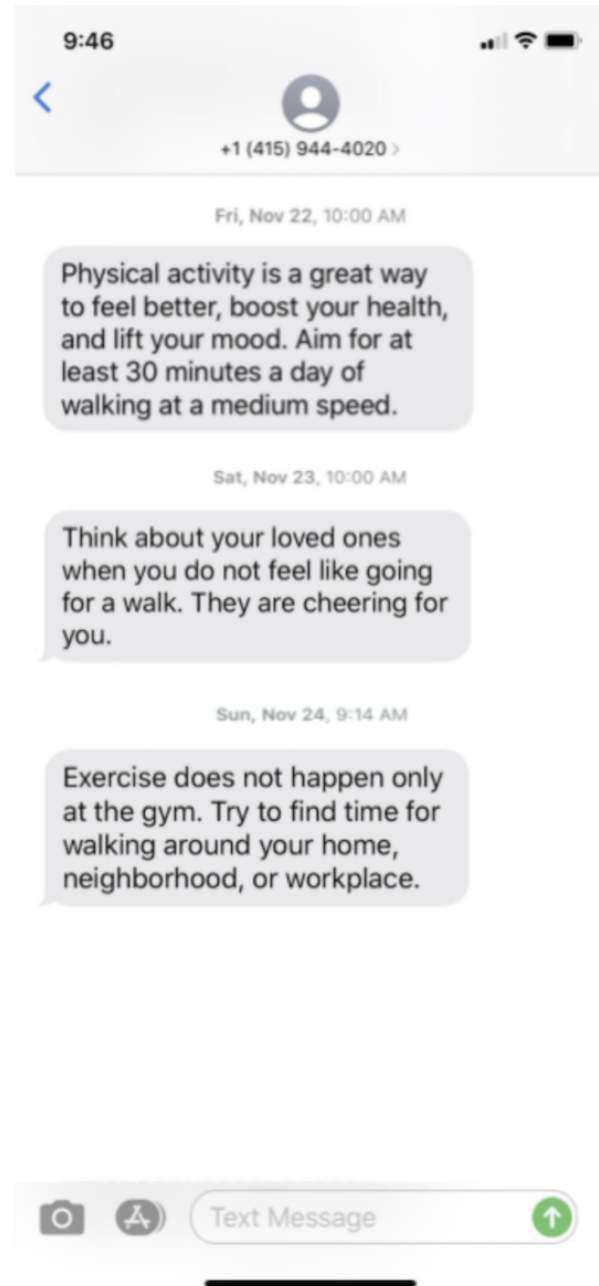 9:46
+1 (415) 944-4020 >
Fri, Nov 22, 10:00 AM
Physical activity is a great way
to feel better, boost your health,
and lift your mood. Aim for at
least 30 minutes a day of
walking at a medium speed.
Sat, Nov 23, 10:00 AM
Think about your loved ones
when you do not feel like going
for a walk. They are cheering for
you.
Sun, Nov 24, 9:14 AM
Exercise does not happen only
at the gym. Try to find time for
walking around your home,
neighborhood, or workplace.
Text Message